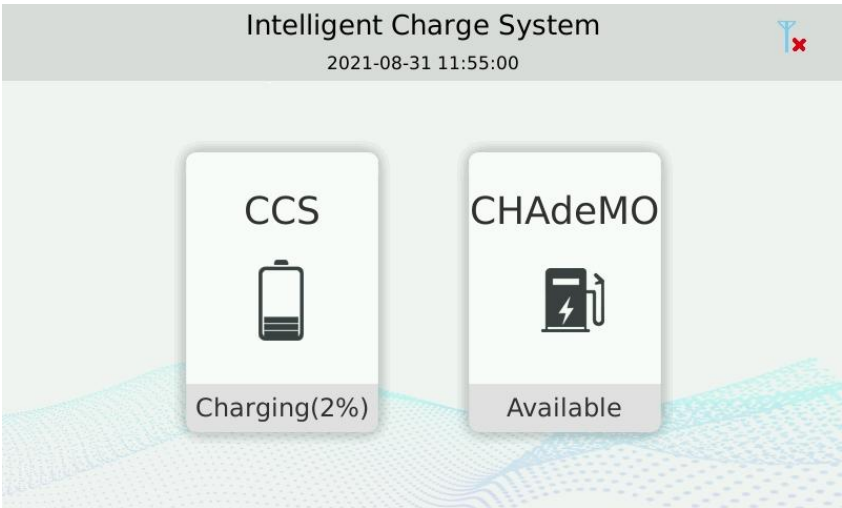 Intelligent Charge System
2021-08-31 11:55:00
CCS
Charging(2%)
CHAdeMO
Available